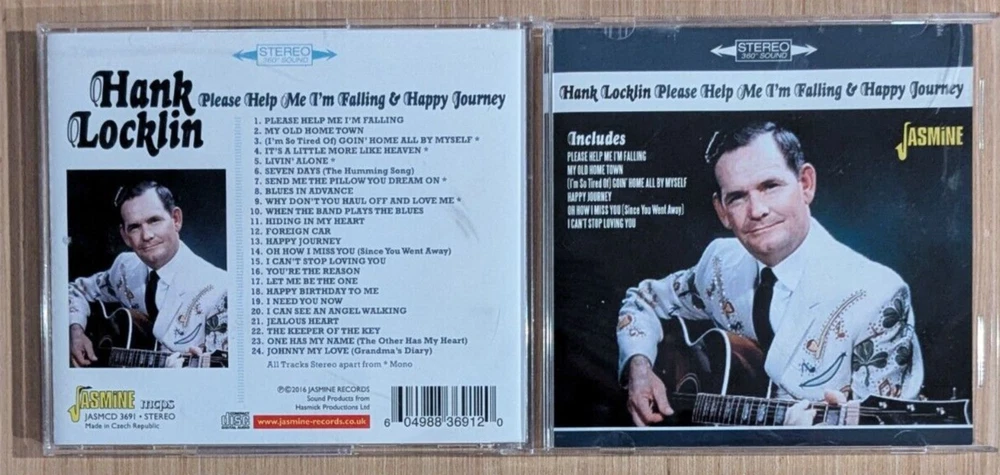 STEREO
360° SOUND
Hank
Locklin
Please Help Me I'm Falling & Happy Journey
1. PLEASE HELP ME I'M FALLING
2. MY OLD HOME TOWN
3. (I'm So Tired Of) GOIN' HOME ALL BY MYSELF *
4. IT'S A LITTLE MORE LIKE HEAVEN *
5. LIVIN' ALONE *
6. SEVEN DAYS (The Humming Song)
7. SEND ME THE PILLOW YOU DREAM ON *
8. BLUES IN ADVANCE
9. WHY DON'T YOU HAUL OFF AND LOVE ME *
10. WHEN THE BAND PLAYS THE BLUES
11. HIDING IN MY HEART
12. FOREIGN CAR
13. HAPPY JOURNEY
14. OH HOW I MISS YOU (Since You Went Away)
15. I CAN'T STOP LOVING YOU
16. YOU'RE THE REASON
17. LET ME BE THE ONE
18. HAPPY BIRTHDAY TO ME
19. I NEED YOU NOW
20. I CAN SEE AN ANGEL WALKING
21. JEALOUS HEART
22. THE KEEPER OF THE KEY
23. ONE HAS MY NAME (The Other Has My Heart)
24. JOHNNY MY LOVE (Grandma's Diary)
All Tracks Stereo apart from * Mono
JASMiNE mcps
JASMCD 3691 • STEREO
Made in Czech Republic
COMPACT
disc
DIGITAL AUDIO
℗©2016 JASMINE RECORDS
Sound Products from
Hasmick Productions Ltd
www.jasmine-records.co.uk
6 04988 36912 0
STEREO
360° SOUND
Hank Locklin Please Help Me I'm Falling & Happy Journey
JASMiNE
Includes
PLEASE HELP ME I'M FALLING
MY OLD HOME TOWN
(I'm So Tired Of) GOIN' HOME ALL BY MYSELF
HAPPY JOURNEY
OH HOW I MISS YOU (Since You Went Away)
I CAN'T STOP LOVING YOU